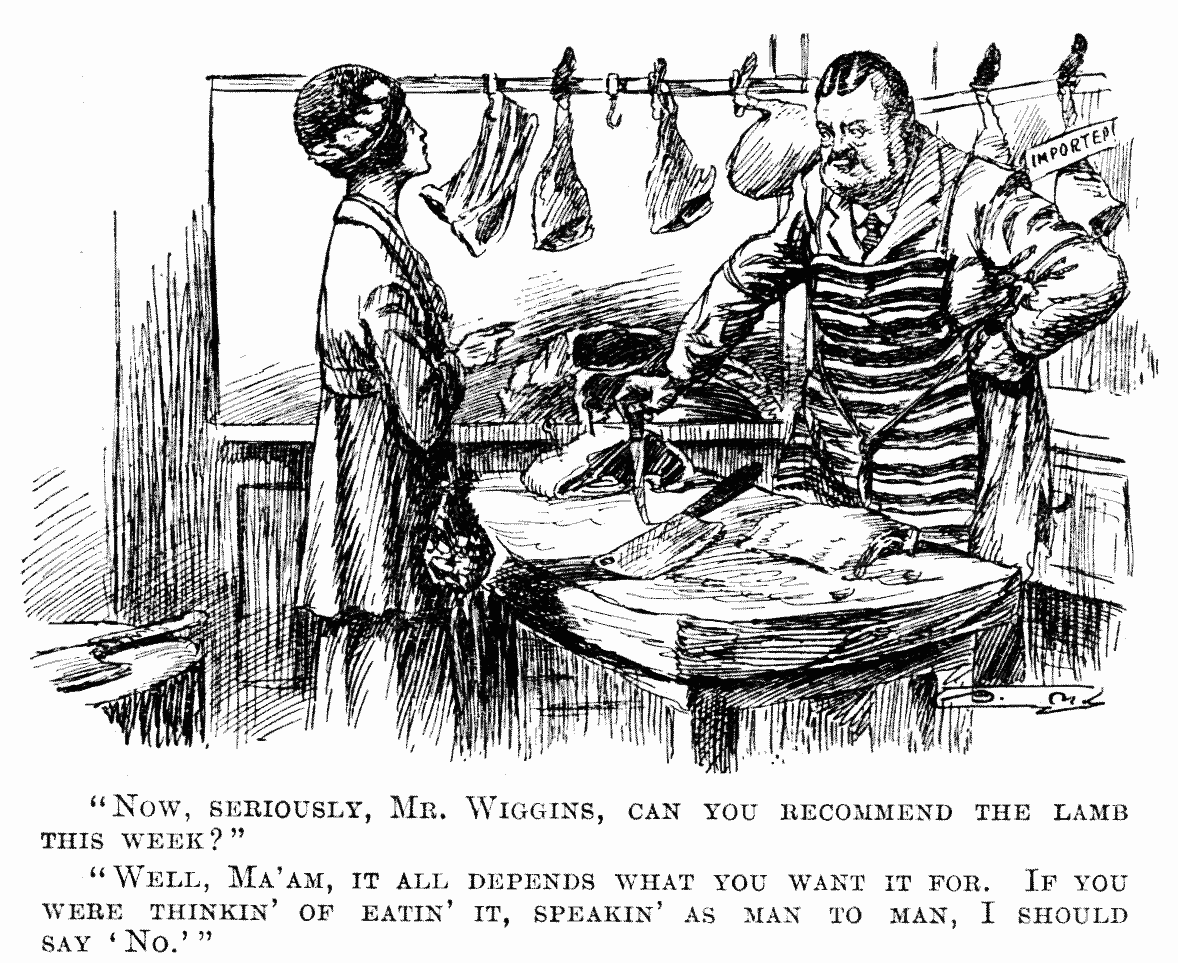 IMPORTED
“Now, seriously, Mr. Wiggins, can you recommend the lamb
this week?”
“Well, Ma’am, it all depends what you want it for. If you
were thinkin’ of eatin’ it, speakin’ as man to man, I should
say ‘No.’”